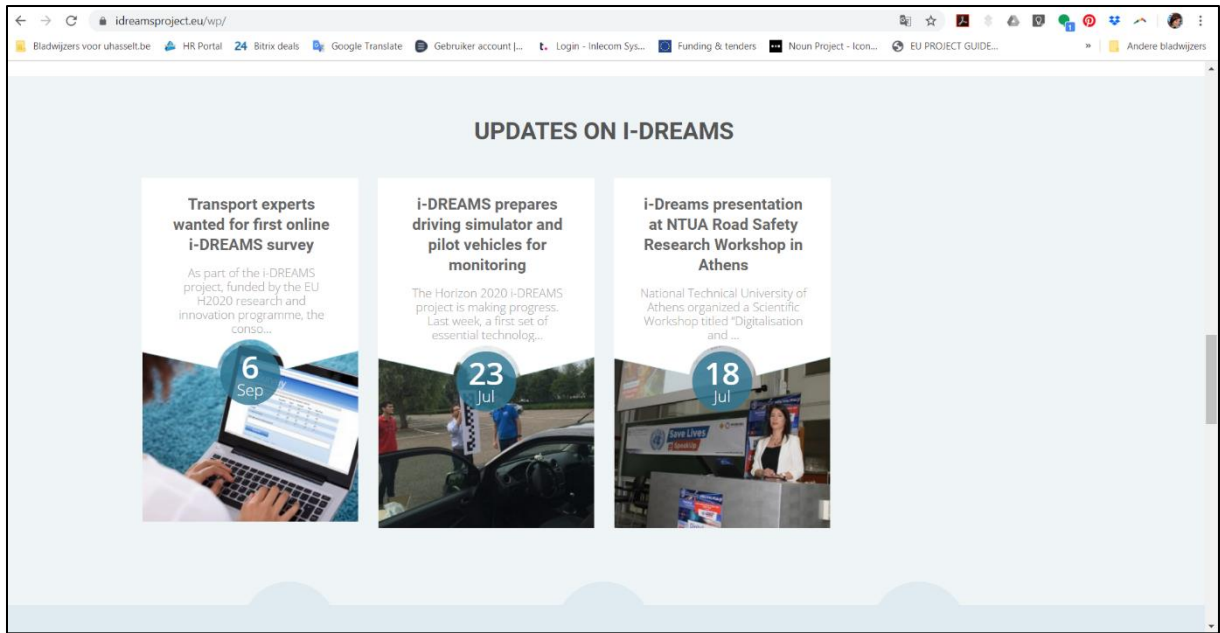 idreamsproject.eu/wp/
Bladwijzers voor uhasselt.be HR Portal 24 Bitrix deals Google Translate Gebruiker account |... t. Login - Inlecom Sys... Funding & tenders Noun Project - Icon... EU PROJECT GUIDE... » Andere bladwijzers
UPDATES ON I-DREAMS
Transport experts
wanted for first online
i-DREAMS survey
As part of the i-DREAMS
project, funded by the EU
H2020 research and
innovation programme, the
conso...
6
Sep
i-DREAMS prepares
driving simulator and
pilot vehicles for
monitoring
The Horizon 2020 i-DREAMS
project is making progress.
Last week, a first set of
essential technolog...
23
Jul
i-Dreams presentation
at NTUA Road Safety
Research Workshop in
Athens
National Technical University of
Athens organized a Scientific
Workshop titled “Digitalisation
and ...
18
Jul
Save Lives